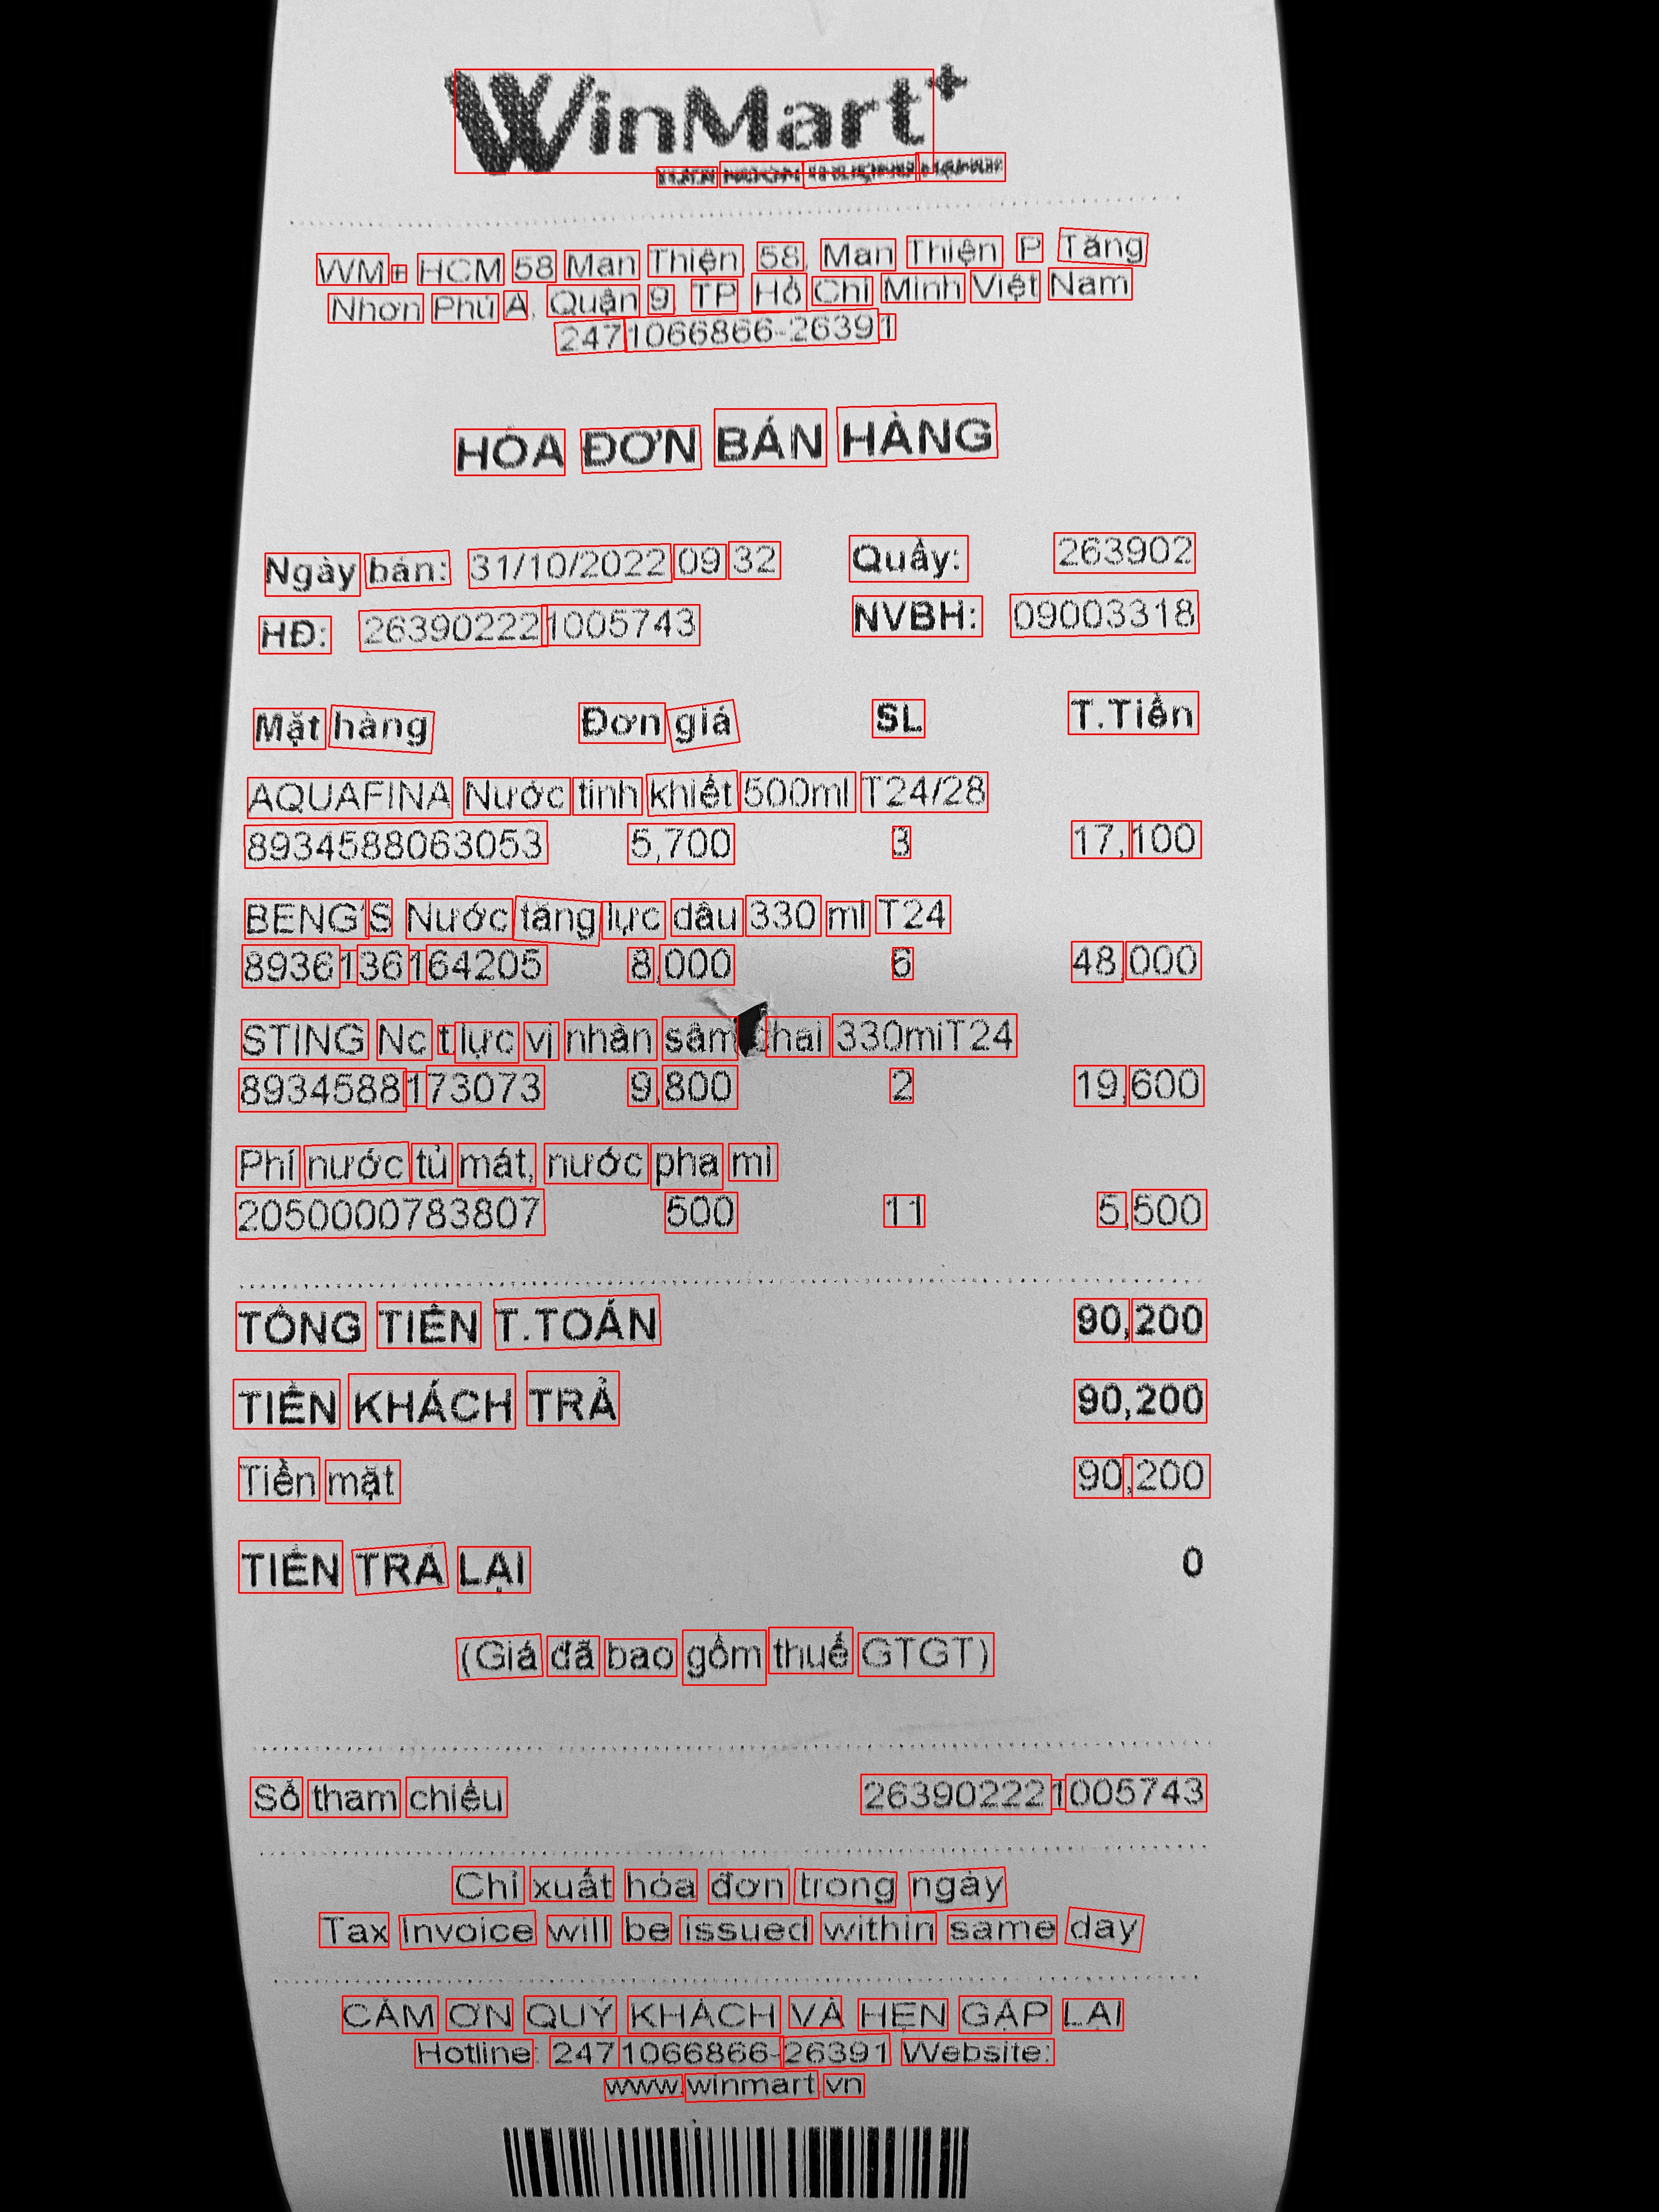 WinMart+
WM+ HCM 58 Man Thiện 58, Man Thiện, P. Tăng
Nhơn Phú A, Quận 9, TP. Hồ Chí Minh, Việt Nam
2471066866-26391
HÓA ĐƠN BÁN HÀNG
Ngày bán: 31/10/2022 09:32 Quầy: 263902
HĐ: 263902221005743 NVBH: 09003318
Mặt hàng Đơn giá SL T.Tiền
AQUAFINA Nước tinh khiết 500ml T24/28
8934588063053 5,700 3 17,100
BENG'S Nước tăng lực dâu 330 ml T24
8936136164205 8,000 6 48,000
STING Nc t.lực vị nhân sâm chai 330mlT24
8934588173073 9,800 2 19,600
Phí nước tủ mát, nước pha mì
2050000783807 500 11 5,500
TỔNG TIỀN T.TOÁN 90,200
TIỀN KHÁCH TRẢ 90,200
Tiền mặt 90,200
TIỀN TRẢ LẠI 0
(Giá đã bao gồm thuế GTGT)
Số tham chiếu 263902221005743
Chỉ xuất hóa đơn trong ngày
Tax Invoice will be issued within same day
CẢM ƠN QUÝ KHÁCH VÀ HẸN GẶP LẠI
Hotline: 2471066866-26391 Website:
www.winmart.vn